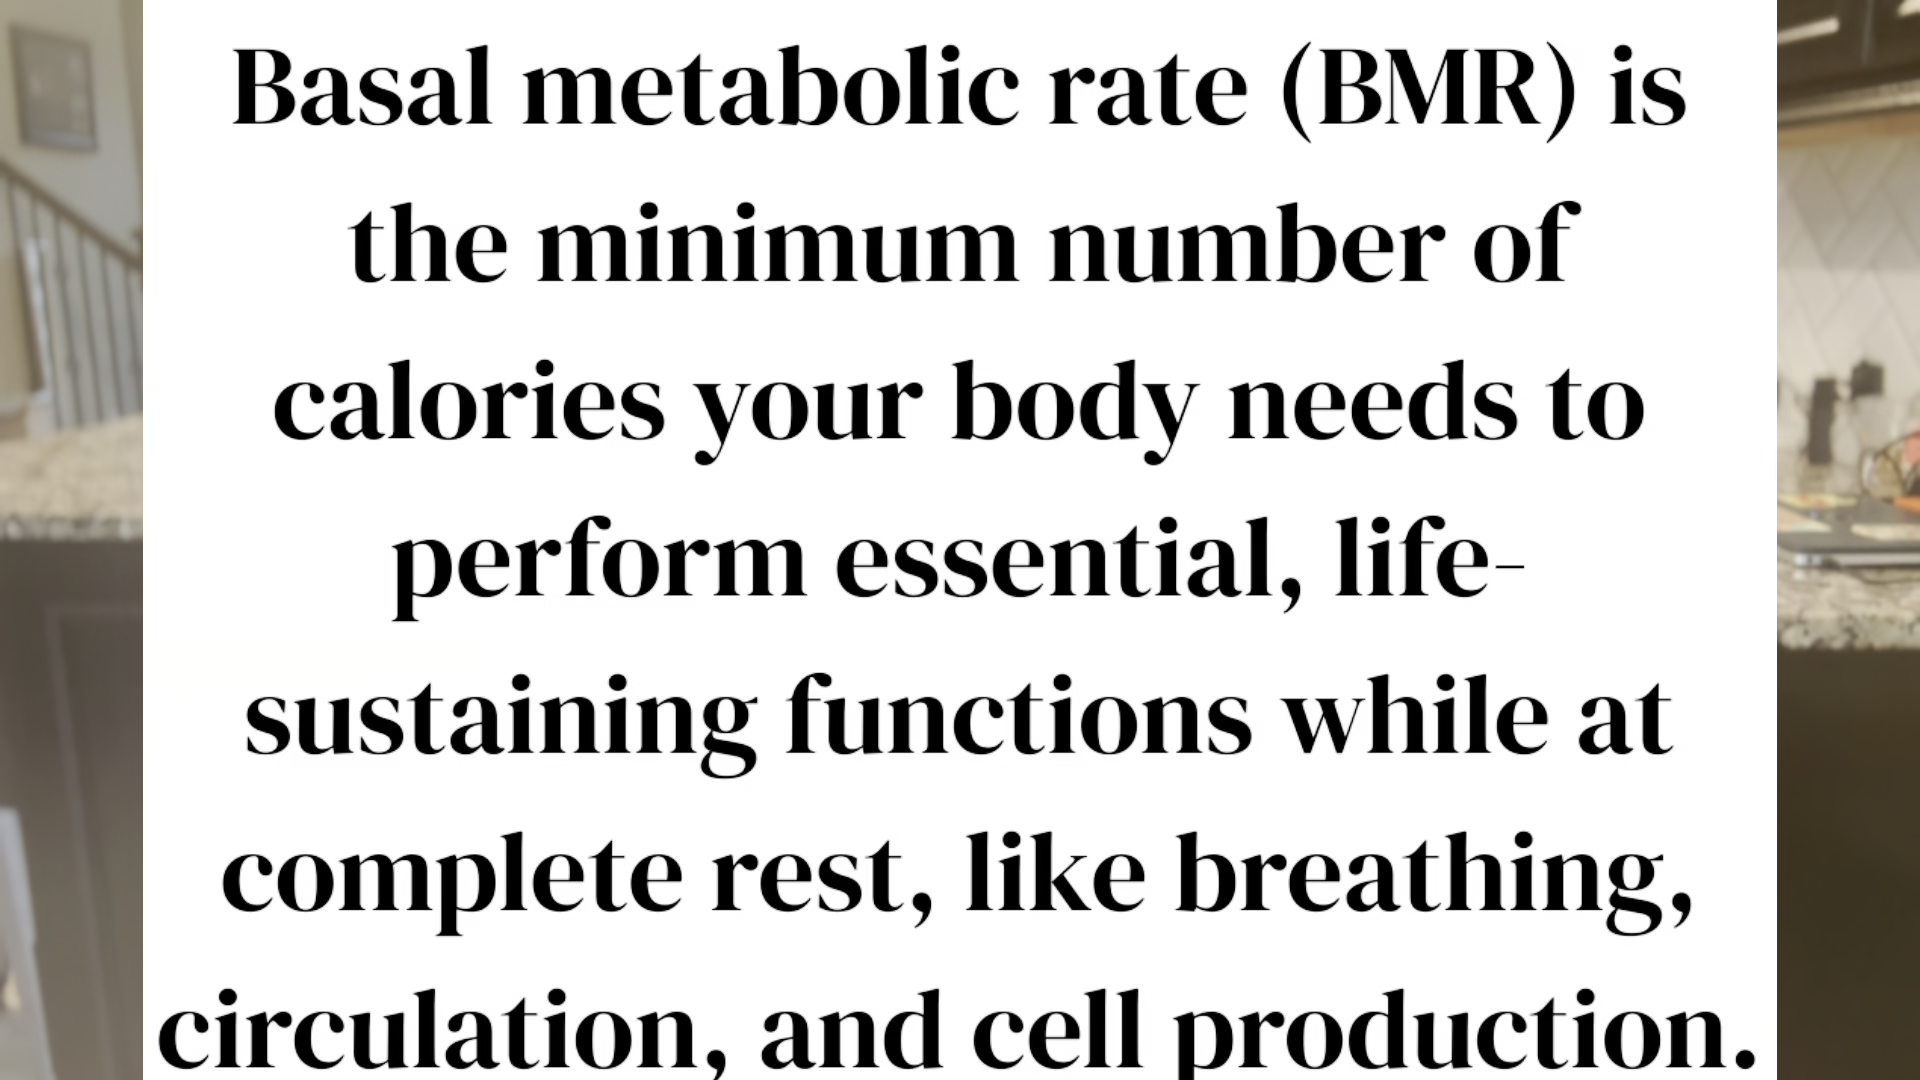 Basal metabolic rate (BMR) is
the minimum number of
calories your body needs to
perform essential, life-
sustaining functions while at
complete rest, like breathing,
circulation, and cell production.